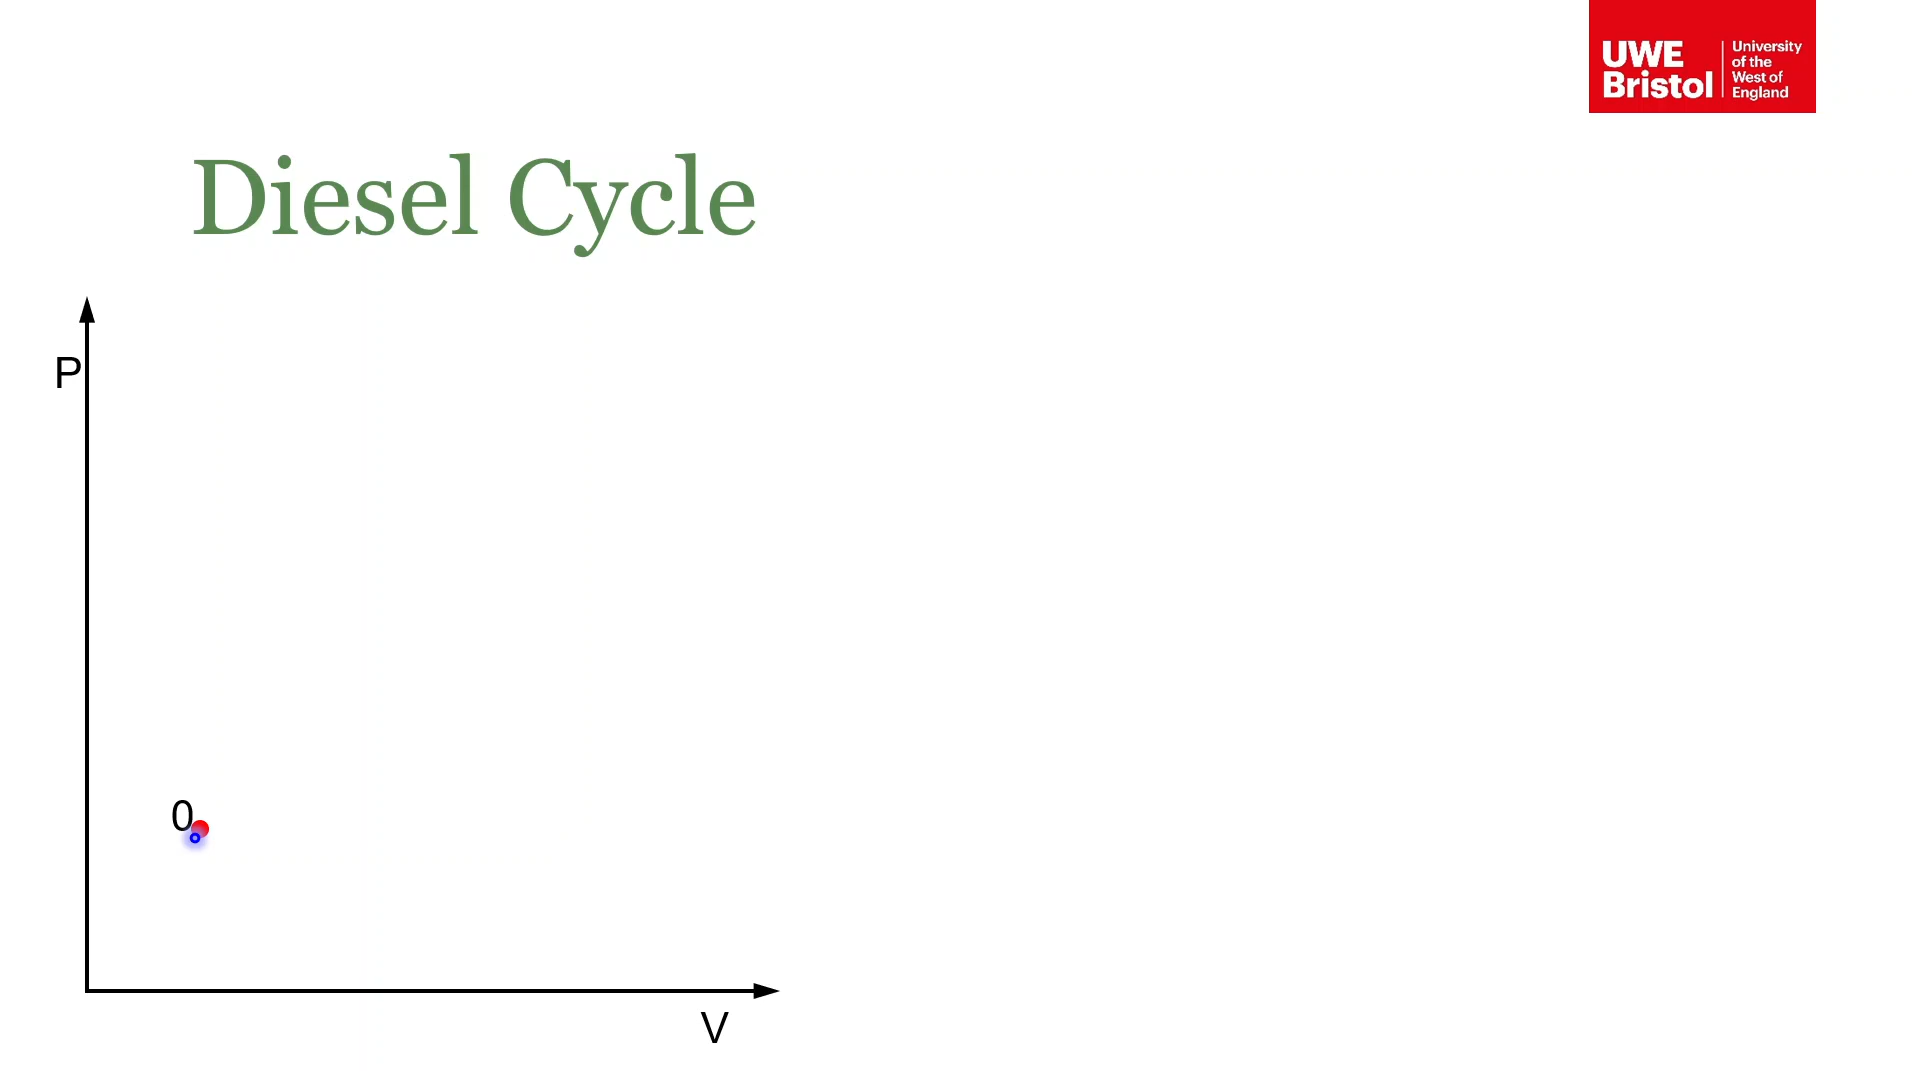 UWE
Bristol
University
of the
West of
England
Diesel Cycle
P
0
V